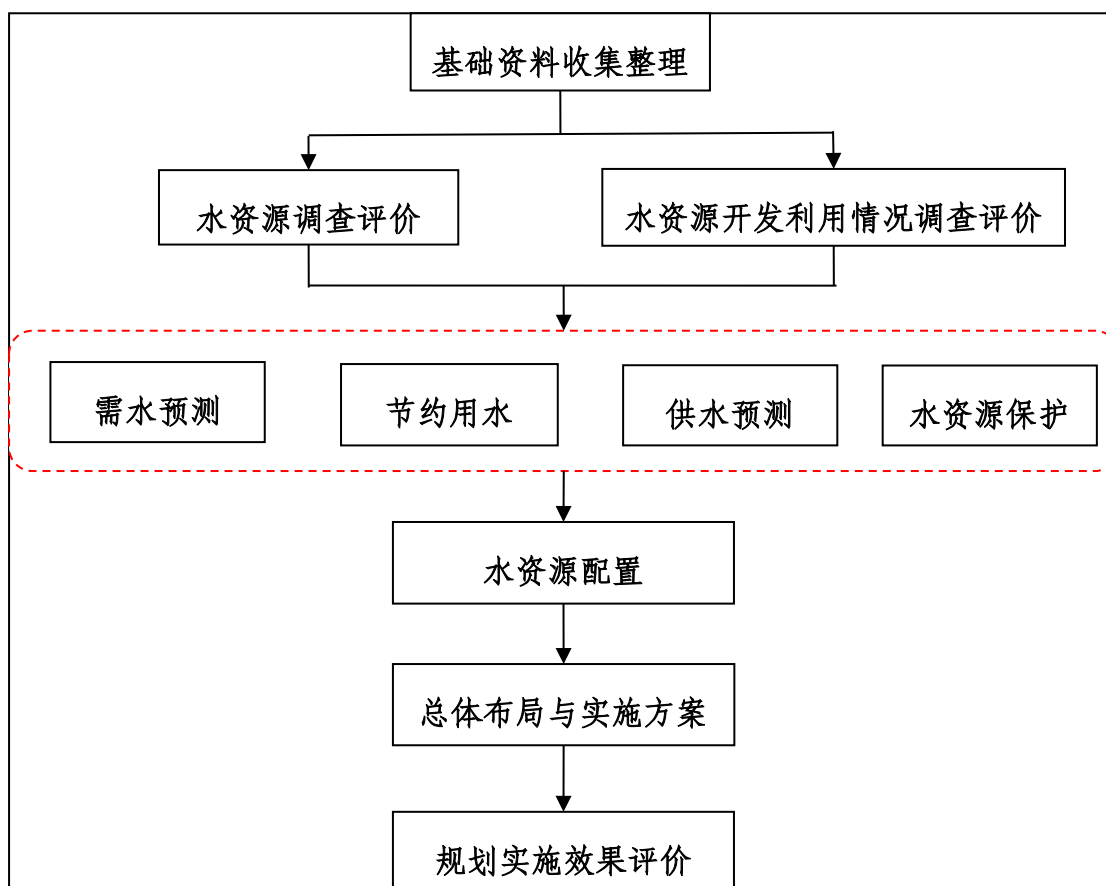 基础资料收集整理
水资源调查评价
水资源开发利用情况调查评价
需水预测
节约用水
供水预测
水资源保护
水资源配置
总体布局与实施方案
规划实施效果评价